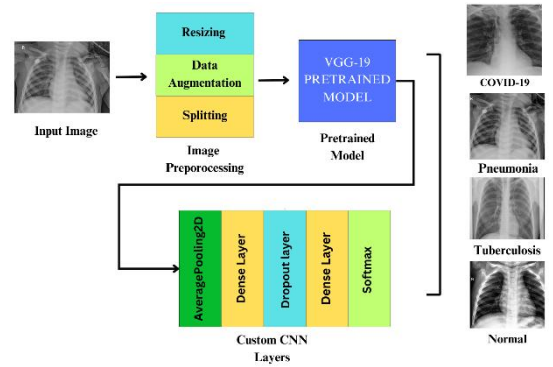 Input Image
Resizing
Data
Augmentation
Splitting
Image
Preporocessing
VGG-19
PRETRAINED
MODEL
Pretrained
Model
AveragePooling2D
Dense Layer
Dropout layer
Dense Layer
Softmax
Custom CNN
Layers
COVID-19
Pneumonia
Tuberculosis
Normal